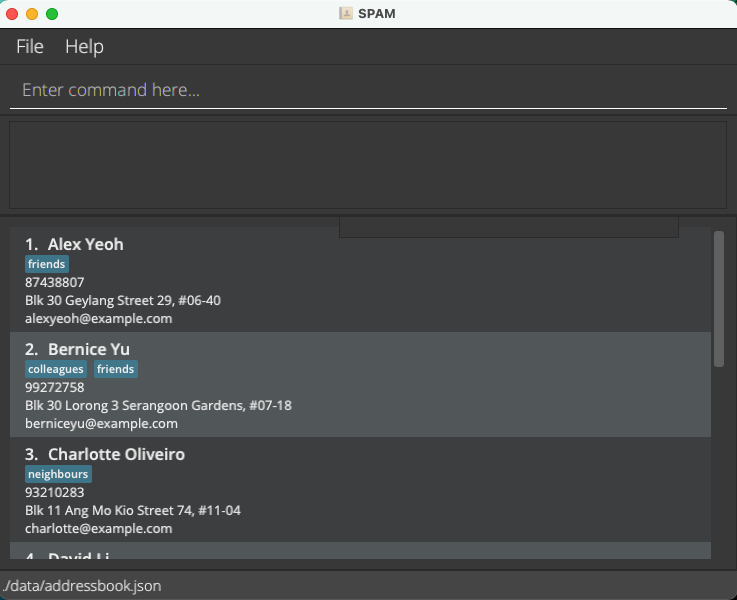 SPAM
File Help
Enter command here...
1. Alex Yeoh
friends
87438807
Blk 30 Geylang Street 29, #06-40
alexyeoh@example.com
2. Bernice Yu
colleagues friends
99272758
Blk 30 Lorong 3 Serangoon Gardens, #07-18
berniceyu@example.com
3. Charlotte Oliveiro
neighbours
93210283
Blk 11 Ang Mo Kio Street 74, #11-04
charlotte@example.com
4. David Li
./data/addressbook.json